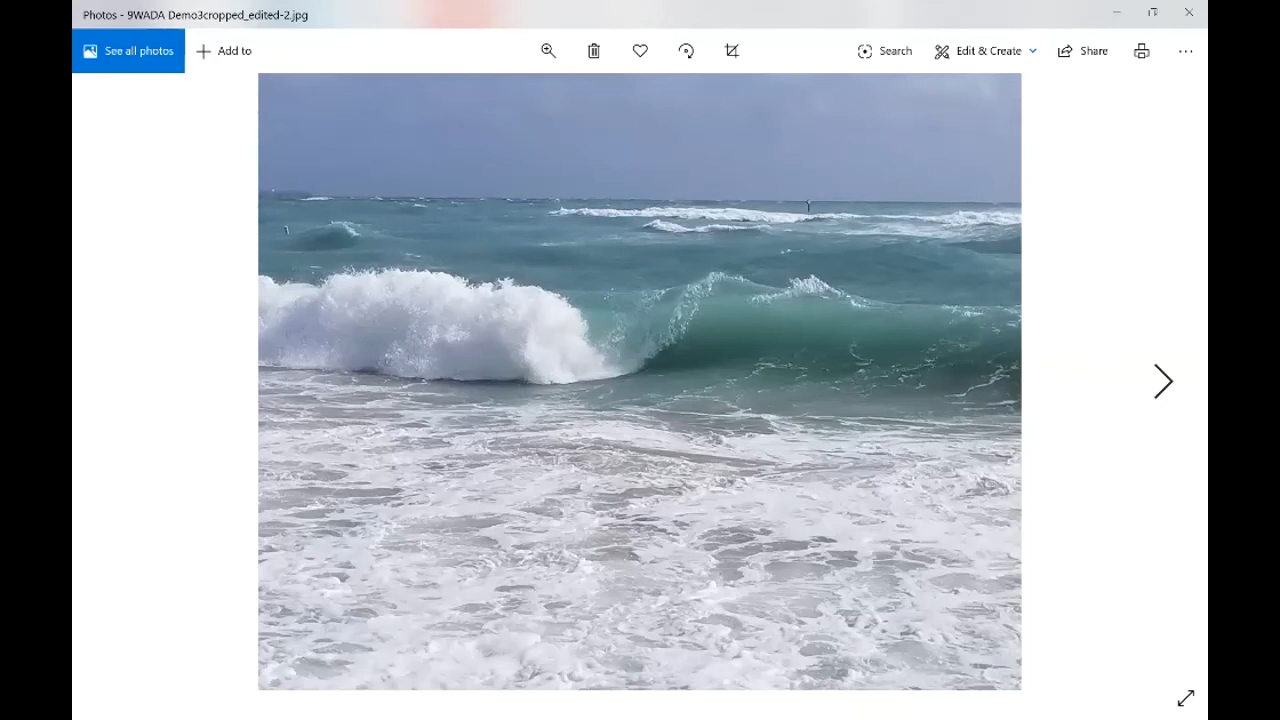 Photos - 9WADA Demo3cropped_edited-2.jpg
See all photos
Add to
Search
Edit & Create
Share